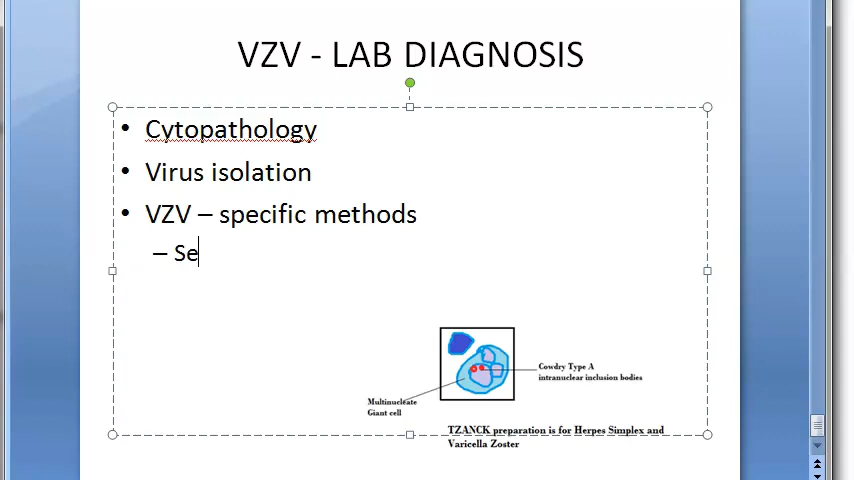 VZV - LAB DIAGNOSIS
• Cytopathology
• Virus isolation
• VZV – specific methods
– Se
Cowdry Type A
intranuclear inclusion bodies
Multinucleate
Giant cell
TZANCK preparation is for Herpes Simplex and
Varicella Zoster